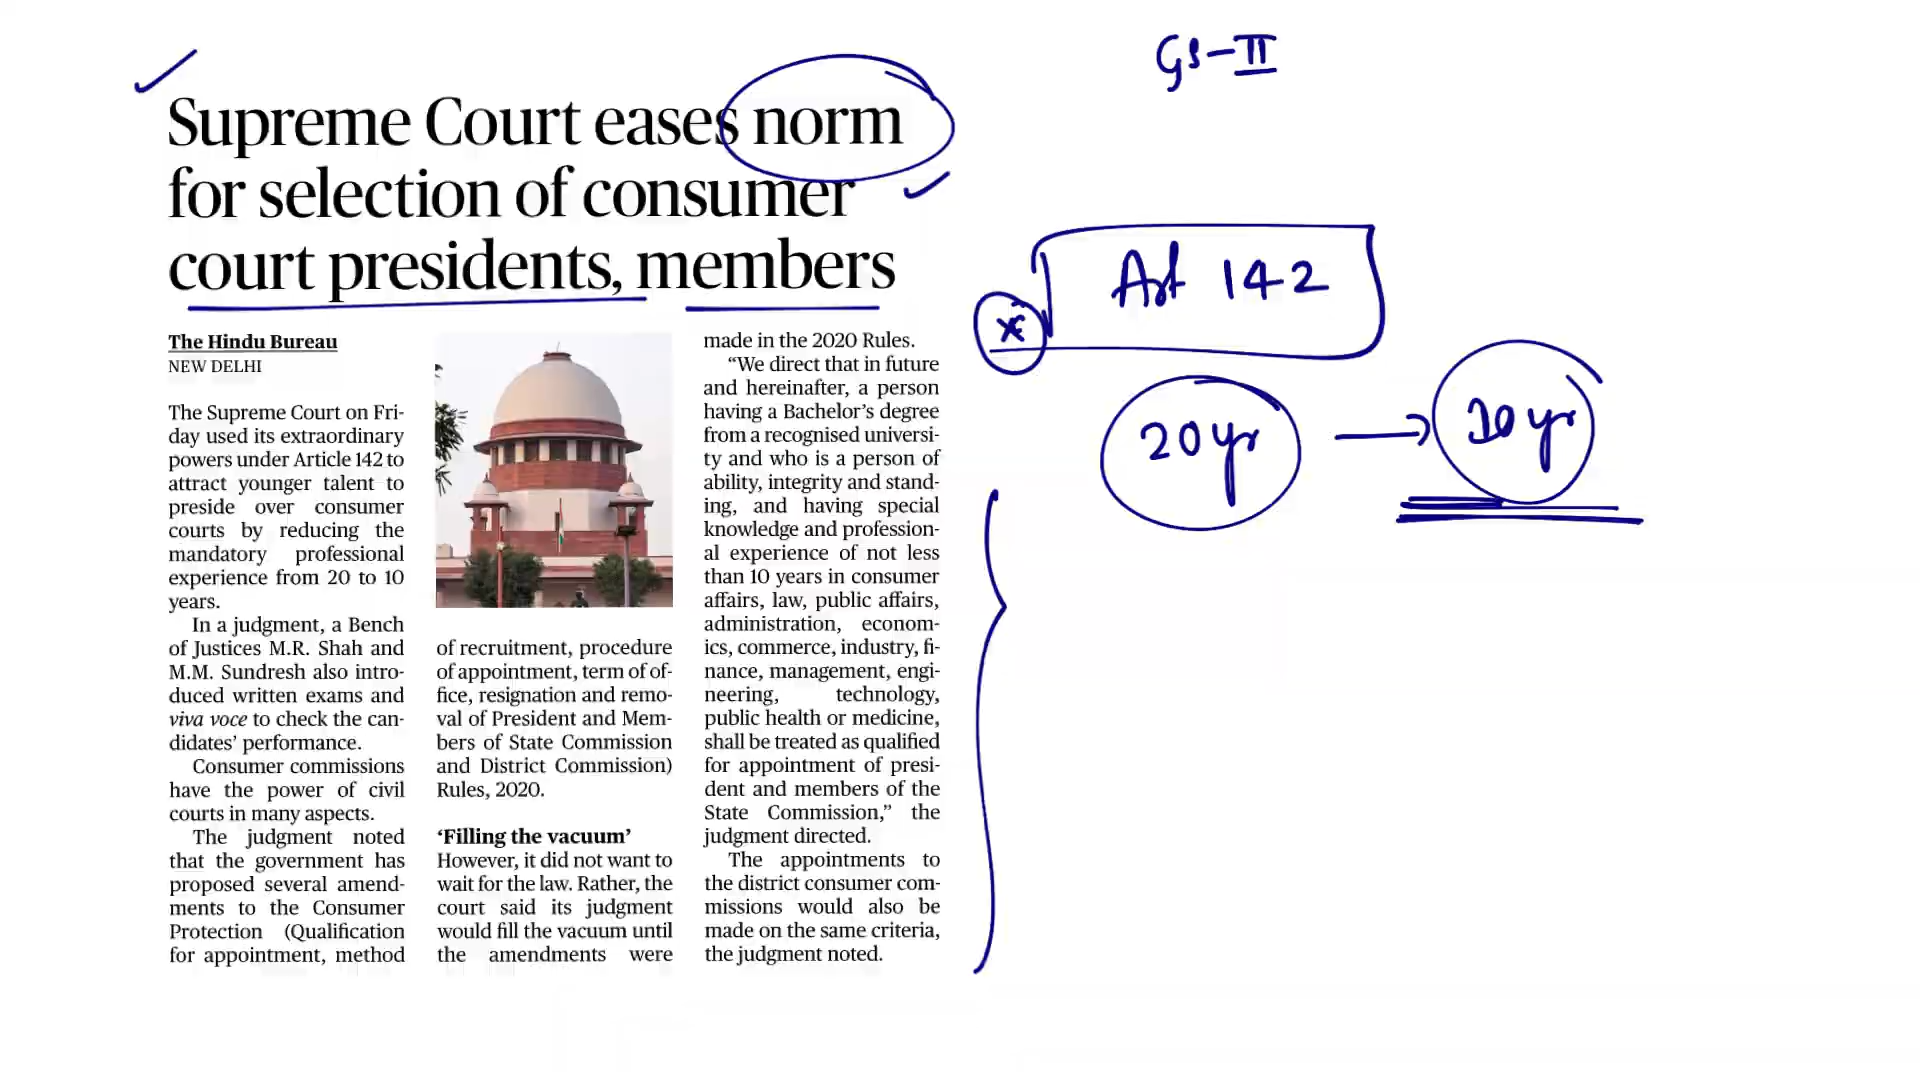 GS-II
Supreme Court eases norm
for selection of consumer
court presidents, members
The Hindu Bureau
NEW DELHI
The Supreme Court on Fri-
day used its extraordinary
powers under Article 142 to
attract younger talent to
preside over consumer
courts by reducing the
mandatory professional
experience from 20 to 10
years.
In a judgment, a Bench
of Justices M.R. Shah and
M.M. Sundresh also intro-
duced written exams and
viva voce to check the can-
didates’ performance.
Consumer commissions
have the power of civil
courts in many aspects.
The judgment noted
that the government has
proposed several amend-
ments to the Consumer
Protection (Qualification
for appointment, method
of recruitment, procedure
of appointment, term of of-
fice, resignation and remo-
val of President and Mem-
bers of State Commission
and District Commission)
Rules, 2020.
‘Filling the vacuum’
However, it did not want to
wait for the law. Rather, the
court said its judgment
would fill the vacuum until
the amendments were
made in the 2020 Rules.
“We direct that in future
and hereinafter, a person
having a Bachelor’s degree
from a recognised universi-
ty and who is a person of
ability, integrity and stand-
ing, and having special
knowledge and profession-
al experience of not less
than 10 years in consumer
affairs, law, public affairs,
administration, econom-
ics, commerce, industry, fi-
nance, management, engi-
neering, technology,
public health or medicine,
shall be treated as qualified
for appointment of presi-
dent and members of the
State Commission,” the
judgment directed.
The appointments to
the district consumer com-
missions would also be
made on the same criteria,
the judgment noted.
Art 142
20 yr
10 yr